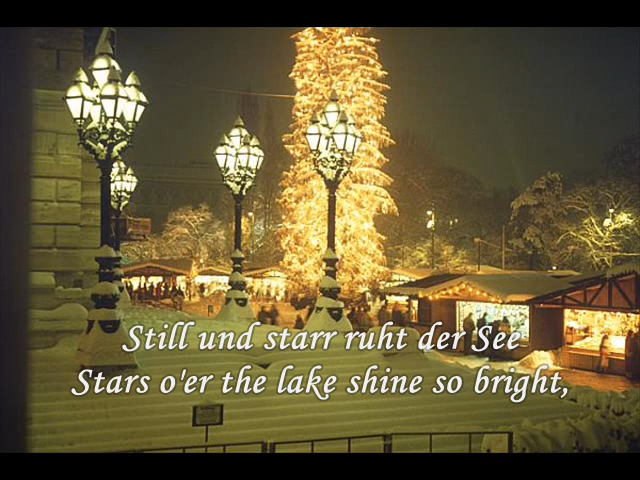 Still und starr ruht der See
Stars o'er the lake shine so bright,